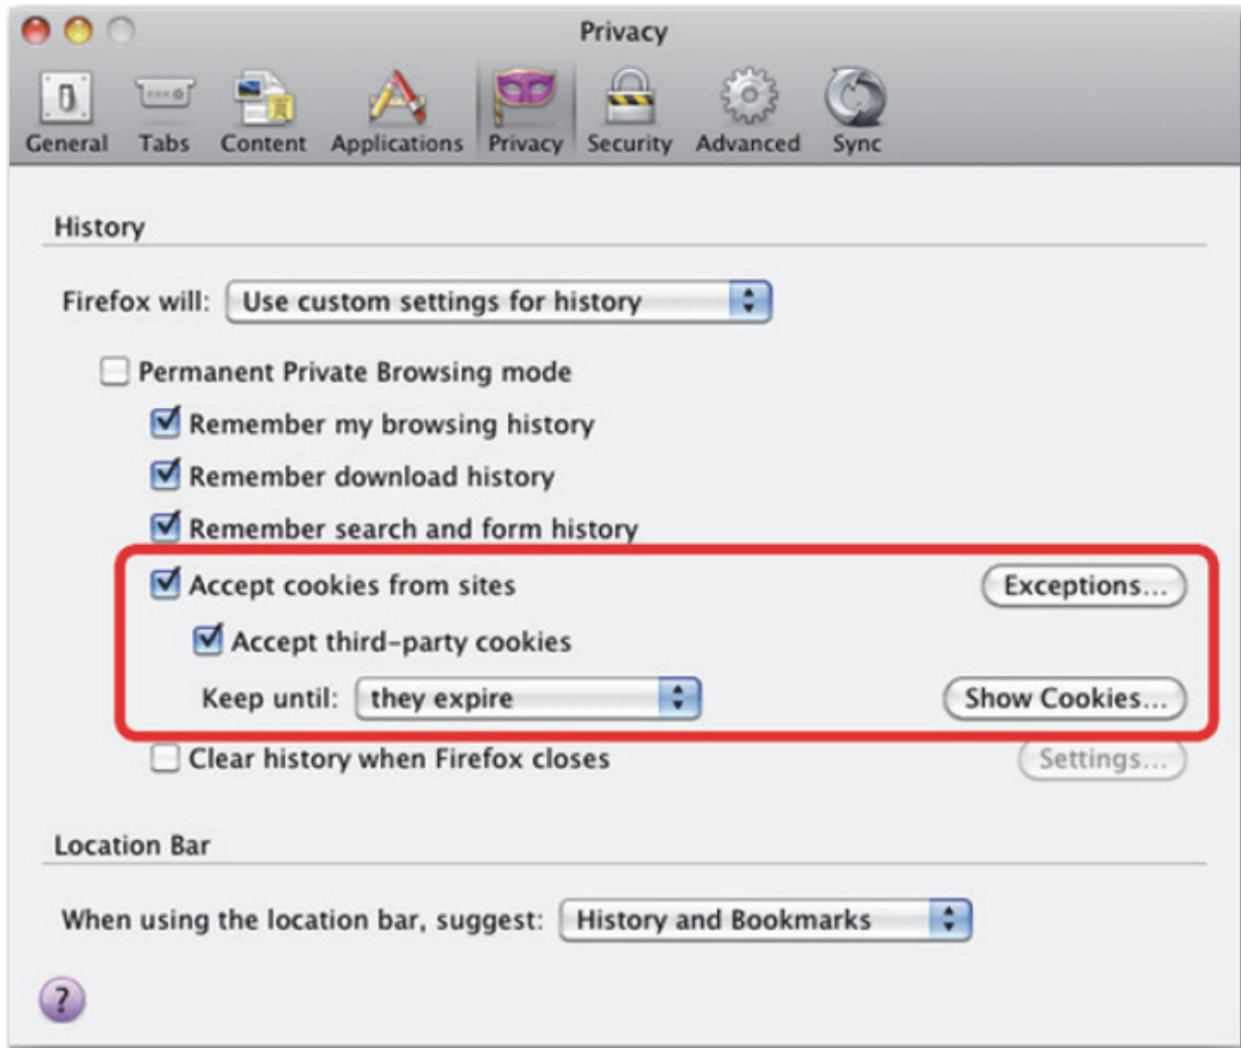 Privacy
General Tabs Content Applications Privacy Security Advanced Sync
History
Firefox will: Use custom settings for history
Permanent Private Browsing mode
Remember my browsing history
Remember download history
Remember search and form history
Accept cookies from sites Exceptions...
Accept third-party cookies
Keep until: they expire Show Cookies...
Clear history when Firefox closes Settings...
Location Bar
When using the location bar, suggest: History and Bookmarks
?